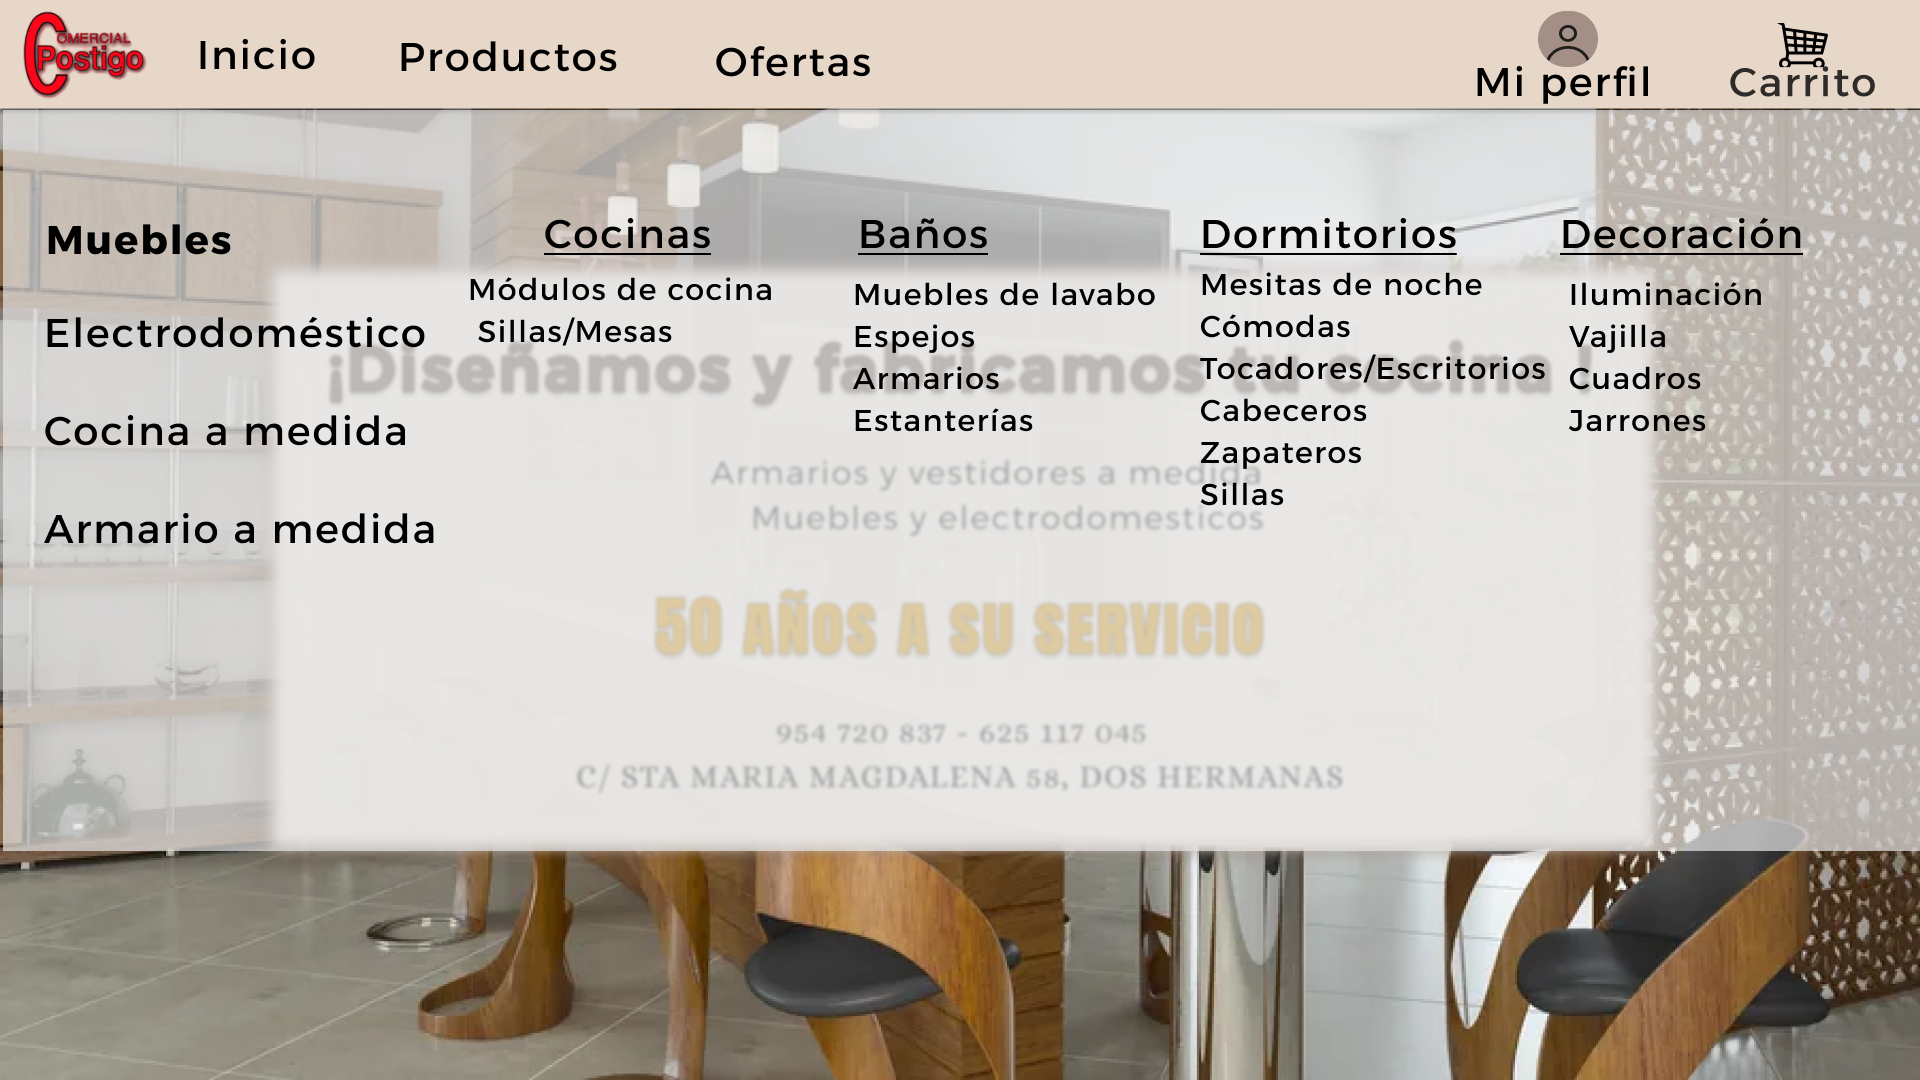 COMERCIAL
Postigo
Inicio
Productos
Ofertas
Mi perfil
Carrito
Muebles
Electrodoméstico
Cocina a medida
Armario a medida
Cocinas
Módulos de cocina
Sillas/Mesas
Baños
Muebles de lavabo
Espejos
Armarios
Estanterías
Dormitorios
Mesitas de noche
Cómodas
Tocadores/Escritorios
Cabeceros
Zapateros
Sillas
Decoración
Iluminación
Vajilla
Cuadros
Jarrones
¡Diseñamos y fabricamos tu cocina !
Armarios y vestidores a medida
Muebles y electrodomesticos
50 AÑOS A SU SERVICIO
954 720 837 - 625 117 045
C/ STA MARIA MAGDALENA 58, DOS HERMANAS